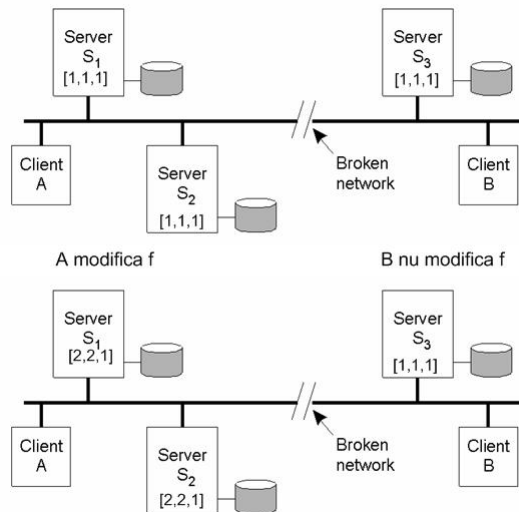 Server
S1
[1,1,1]
Server
S3
[1,1,1]
Client
A
Server
S2
[1,1,1]
Broken
network
Client
B
A modifica f
B nu modifica f
Server
S1
[2,2,1]
Server
S3
[1,1,1]
Client
A
Server
S2
[2,2,1]
Broken
network
Client
B